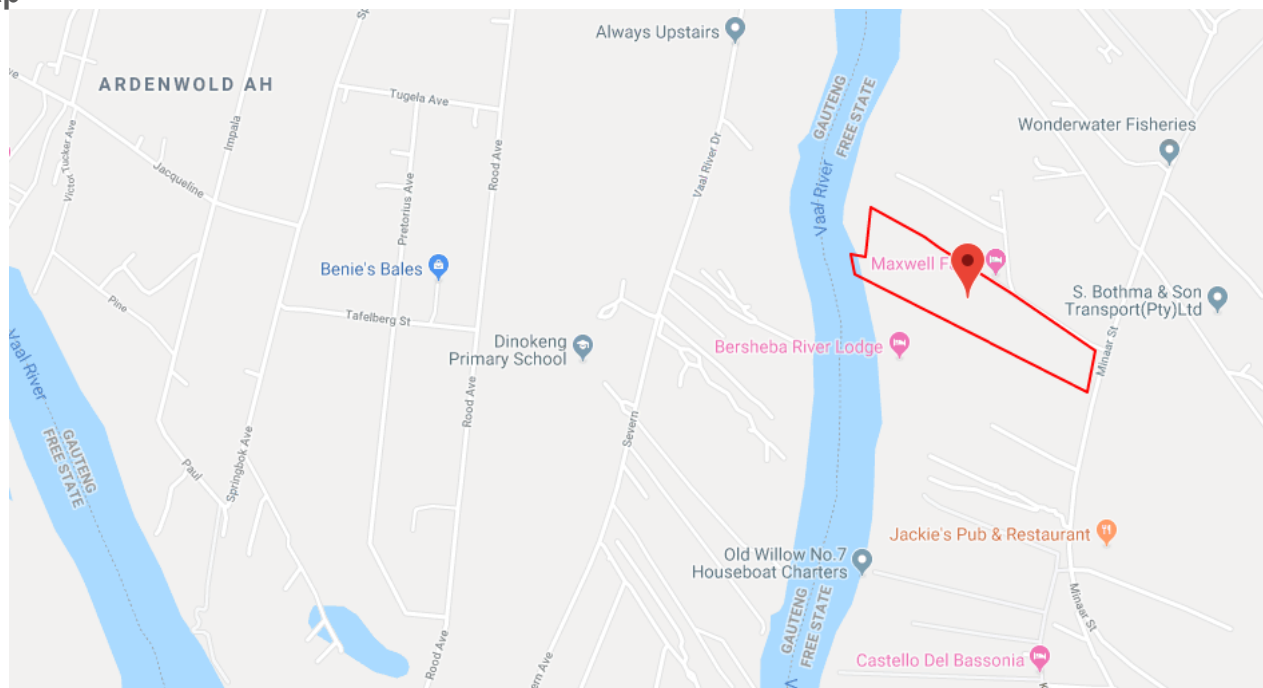 Always Upstairs
ARDENWOLD AH
Tugela Ave
GAUTENG
FREE STATE
Wonderwater Fisheries
Victor Tucker Ave
Impala
Jacqueline
Rood Ave
Vaal River Dr
Pretorius Ave
Vaal River
Benie's Bales
Maxwell
Pine
Tafelberg St
S. Bothma & Son
Transport(Pty)Ltd
Dinokeng
Primary School
Bersheba River Lodge
Minaar St
Vaal River
Rood Ave
Severn
GAUTENG
FREE STATE
Paul
Springbok Ave
Jackie's Pub & Restaurant
Old Willow No.7
Houseboat Charters
GAUTENG
FREE STATE
Minaar St
Rood Ave
Castello Del Bassonia